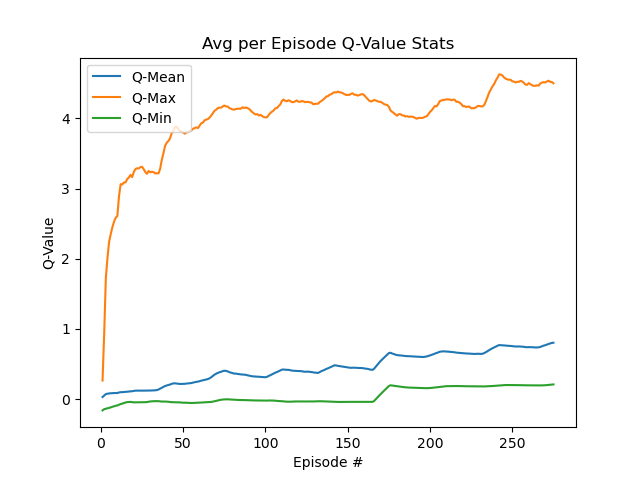 Avg per Episode Q-Value Stats
Q-Mean
Q-Max
Q-Min
4
3
2
1
0
Q-Value
0
50
100
150
200
250
Episode #